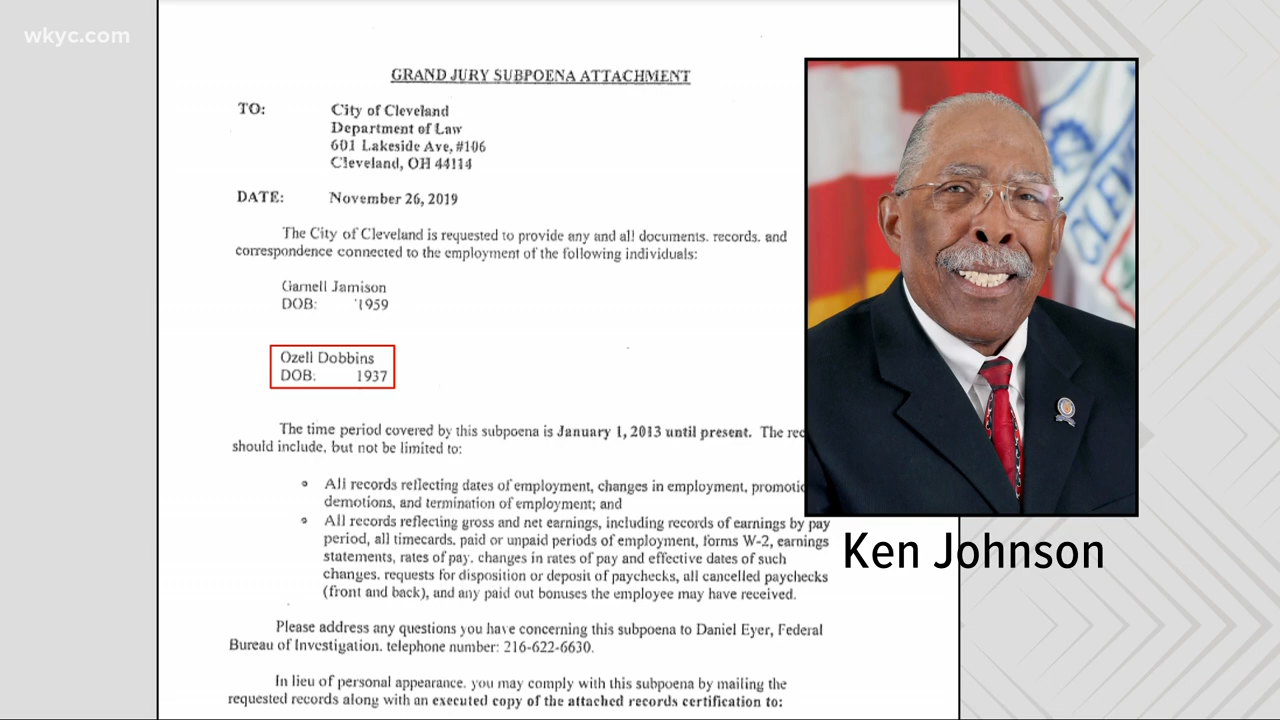 wkyc.com
GRAND JURY SUBPOENA ATTACHMENT
TO: City of Cleveland
Department of Law
601 Lakeside Ave, #106
Cleveland, OH 44114
DATE: November 26, 2019
The City of Cleveland is requested to provide any and all documents, records, and
correspondence connected to the employment of the following individuals:
Garnell Jamison
DOB: 1959
Ozell Dobbins
DOB: 1937
The time period covered by this subpoena is January 1, 2013 until present. The rec
should include, but not be limited to:
• All records reflecting dates of employment, changes in employment, promotio
demotions, and termination of employment; and
• All records reflecting gross and net earnings, including records of earnings by pay
period, all timecards, paid or unpaid periods of employment, forms W-2, earnings
statements, rates of pay, changes in rates of pay and effective dates of such
changes, requests for disposition or deposit of paychecks, all cancelled paychecks
(front and back), and any paid out bonuses the employee may have received.
Please address any questions you have concerning this subpoena to Daniel Eyer, Federal
Bureau of Investigation, telephone number: 216-622-6630.
In lieu of personal appearance, you may comply with this subpoena by mailing the
requested records along with an executed copy of the attached records certification to:
CLEV
Ken Johnson